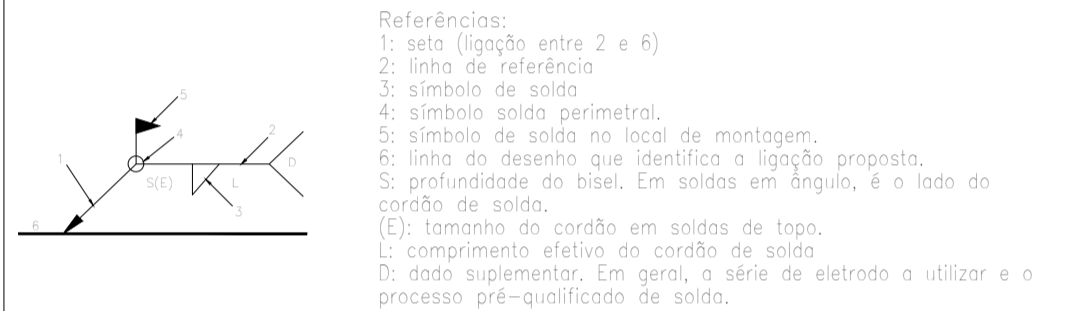 Referências:
1: seta (ligação entre 2 e 6)
2: linha de referência
3: símbolo de solda
4: símbolo solda perimetral.
5: símbolo de solda no local de montagem.
6: linha do desenho que identifica a ligação proposta.
S: profundidade do bisel. Em soldas em ângulo, é o lado do
cordão de solda.
(E): tamanho do cordão em soldas de topo.
L: comprimento efetivo do cordão de solda
D: dado suplementar. Em geral, a série de eletrodo a utilizar e o
processo pré-qualificado de solda.
5
4
2
1
D
S(E)
L
3
6